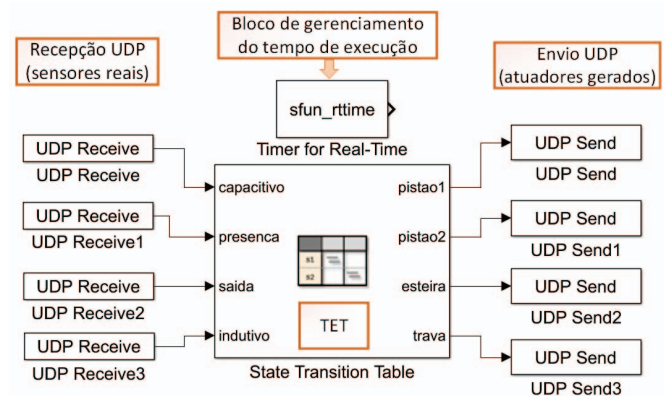 Bloco de gerenciamento
do tempo de execução
Recepção UDP
(sensores reais)
Envio UDP
(atuadores gerados)
sfun_rttime
Timer for Real-Time
UDP Receive
UDP Receive
UDP Receive
UDP Receive1
UDP Receive
UDP Receive2
UDP Receive
UDP Receive3
capacitivo
presenca
saida
indutivo
s1
s2
TET
pistao1
pistao2
esteira
trava
State Transition Table
UDP Send
UDP Send
UDP Send
UDP Send1
UDP Send
UDP Send2
UDP Send
UDP Send3